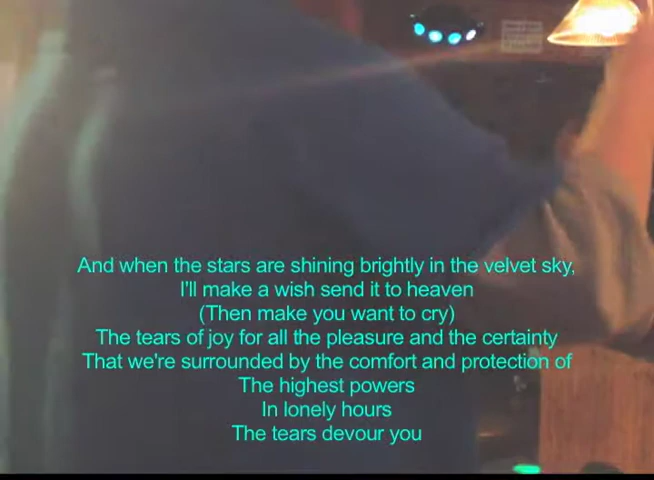 And when the stars are shining brightly in the velvet sky,
I'll make a wish send it to heaven
(Then make you want to cry)
The tears of joy for all the pleasure and the certainty
That we're surrounded by the comfort and protection of
The highest powers
In lonely hours
The tears devour you